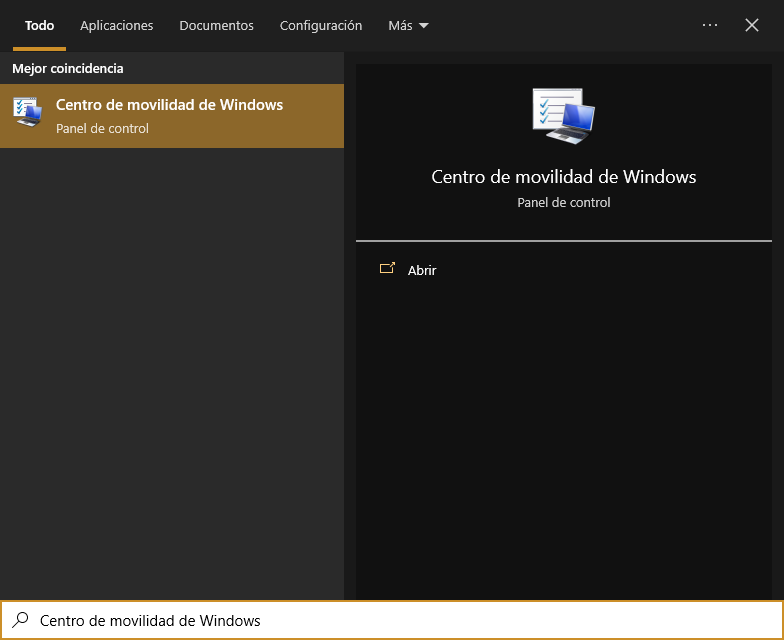 Todo Aplicaciones Documentos Configuración Más
Mejor coincidencia
Centro de movilidad de Windows
Panel de control
Centro de movilidad de Windows
Panel de control
Abrir
Centro de movilidad de Windows